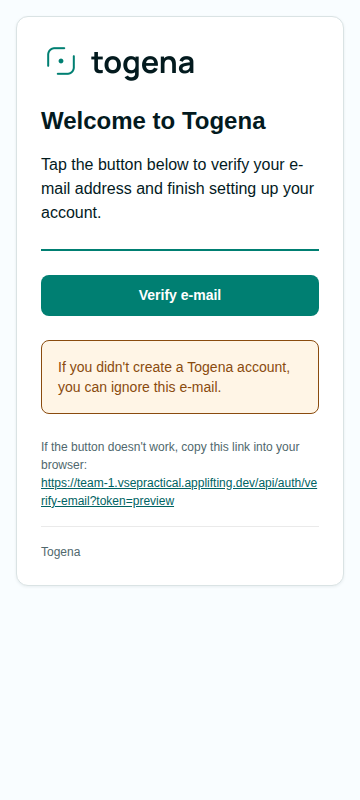 togena
Welcome to Togena
Tap the button below to verify your e-
mail address and finish setting up your
account.
Verify e-mail
If you didn't create a Togena account,
you can ignore this e-mail.
If the button doesn't work, copy this link into your
browser:
https://team-1.vsepractical.applifting.dev/api/auth/ve
rify-email?token=preview
Togena